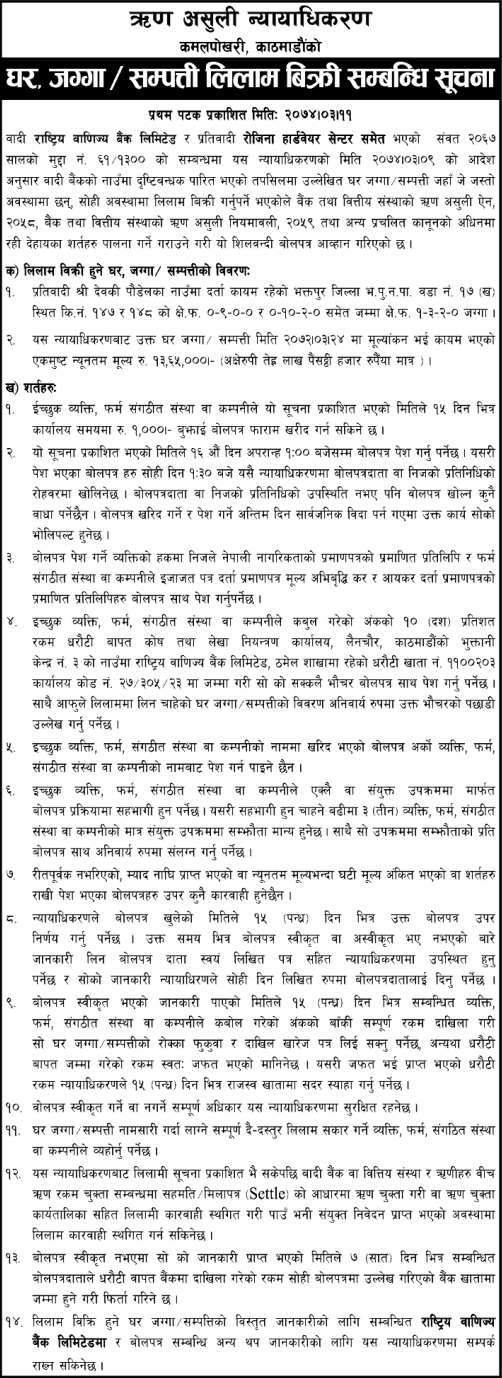 ऋण असुली न्यायाधिकरण
कमलपोखरी, काठमाडौंको
घर, जग्गा / सम्पत्ती लिलाम बिक्री सम्बन्धि सूचना
प्रथम पटक प्रकाशित मितिः २०७४।०३।११
वादी राष्ट्रिय वाणिज्य बैंक लिमिटेड र प्रतिवादी रोजिना हार्डवेयर सेन्टर समेत भएको संवत २०६७
सालको मुद्दा नं. ६१/१३०० को सम्बन्धमा यस न्यायाधिकरणको मिति २०७४।०३।०९ को आदेश
अनुसार वादी बैंकको नाउँमा दृष्टिवन्धक पारित भएको तपसिलमा उल्लेखित घर जग्गा/सम्पत्ती जहाँ जे जस्तो
अवस्थामा छन्, सोही अवस्थामा लिलाम बिक्री गर्नुपर्ने भएकोले बैंक तथा वित्तीय संस्थाको ऋण असुली ऐन,
२०५८, बैंक तथा वित्तीय संस्थाको ऋण असुली नियमावली, २०५९ तथा अन्य प्रचलित कानूनको अधिनमा
रही देहायका शर्तहरु पालना गर्ने गराउने गरी यो शिलवन्दी बोलपत्र आव्हान गरिएको छ ।
क) लिलाम विक्री हुने घर, जग्गा/ सम्पत्तीको विवरणः
१. प्रतिवादी श्री देवकी पौडेलका नाउँमा दर्ता कायम रहेको भक्तपुर जिल्ला भ.पु.न.पा. वडा नं. १७ (ख)
स्थित कि.नं. १४७ र १४८ को क्षे.फ. ०-९-०-० र ०-१०-२-० समेत जम्मा क्षे.फ. १-३-२-० जग्गा ।
२. यस न्यायाधिकरणबाट उक्त घर जग्गा/ सम्पत्ती मिति २०७२।०३।२४ मा मूल्यांकन भई कायम भएको
एकमुष्ट न्यूनतम मूल्य रु. १३,६५,०००।- (अक्षेरुपी तेह्र लाख पैसठ्ठी हजार रुपैंया मात्र ) ।
ख) शर्तहरुः
१. ईच्छुक व्यक्ति, फर्म संगठीत संस्था वा कम्पनीले यो सूचना प्रकाशित भएको मितिले १५ दिन भित्र
कार्यालय समयमा रु. १,०००।- बुझाई बोलपत्र फाराम खरीद गर्न सकिने छ ।
२. यो सूचना प्रकाशित भएको मितिले १६ औं दिन अपरान्ह १:०० बजेसम्म बोलपत्र पेश गर्नु पर्नेछ । यसरी
पेश भएका बोलपत्र हरु सोही दिन १:३० बजे यसै न्यायाधिकरणमा बोलपत्रदाता वा निजको प्रतिनिधिको
रोहवरमा खोलिनेछ । बोलपत्रदाता वा निजको प्रतिनिधिको उपस्थिति नभए पनि बोलपत्र खोल्न कुनै
वाधा पर्नेछैन । बोलपत्र खरिद गर्ने र पेश गर्ने अन्तिम दिन सार्वजनिक विदा पर्न गएमा उक्त कार्य सोको
भोलिपल्ट हुनेछ ।
३. बोलपत्र पेश गर्ने व्यक्तिको हकमा निजले नेपाली नागरिकताको प्रमाणपत्रको प्रमाणित प्रतिलिपि र फर्म
संगठीत संस्था वा कम्पनीले इजाजत पत्र दर्ता प्रमाणपत्र मूल्य अभिबृद्धि कर र आयकर दर्ता प्रमाणपत्रको
प्रमाणित प्रतिलिपिहरु बोलपत्र साथ पेश गर्नुपर्नेछ ।
४. इच्छुक व्यक्ति, फर्म, संगठीत संस्था वा कम्पनीले कबुल गरेको अंकको १० (दश) प्रतिशत
रकम धरौटी बापत कोष तथा लेखा नियन्त्रण कार्यालय, लैनचौर, काठमाडौंको भुक्तानी
केन्द्र नं. ३ को नाउँमा राष्ट्रिय वाणिज्य बैंक लिमिटेड, ठमेल शाखामा रहेको धरौटी खाता नं. ११००२०३
कार्यालय कोड नं. २७/३०५/२३ मा जम्मा गरी सो को सक्कलै भौचर बोलपत्र साथ पेश गर्नु पर्नेछ ।
साथै आफुले लिलाममा लिन चाहेको घर जग्गा/सम्पत्तीको विवरण अनिवार्य रुपमा उक्त भौचरको पछाडी
उल्लेख गर्नु पर्नेछ ।
५. इच्छुक व्यक्ति, फर्म, संगठीत संस्था वा कम्पनीको नाममा खरिद भएको बोलपत्र अर्को व्यक्ति, फर्म,
संगठीत संस्था वा कम्पनीको नामवाट पेश गर्न पाइने छैन ।
६. इच्छुक व्यक्ति, फर्म, संगठीत संस्था वा कम्पनीले एक्लै वा संयुक्त उपक्रममा मार्फत
बोलपत्र प्रक्रियामा सहभागी हुन पर्नेछ । यसरी सहभागी हुन चाहने बढीमा ३ (तीन) व्यक्ति, फर्म, संगठीत
संस्था वा कम्पनीको मात्र संयुक्त उपक्रममा सम्झौता मान्य हुनेछ । साथै सो उपक्रममा सम्झौताको प्रति
बोलपत्र साथ अनिवार्य रुपमा संलग्न गर्नु पर्नेछ ।
७. रीतपूर्वक नभरिएको, म्याद नाघि प्राप्त भएको वा न्यूनतम मूल्यभन्दा घटी मूल्य अंकित भएको वा शर्तहरु
राखी पेश भएका बोलपत्रहरु उपर कुनै कारवाही हुनेछैन ।
८. न्यायाधिकरणले बोलपत्र खुलेको मितिले १५ (पन्ध्र) दिन भित्र उक्त बोलपत्र उपर
निर्णय गर्नु पर्नेछ । उक्त समय भित्र बोलपत्र स्वीकृत वा अस्वीकृत भए नभएको बारे
जानकारी लिन बोलपत्र दाता स्वयं लिखित पत्र सहित न्यायाधिकरणमा उपस्थित हुनु
पर्नेछ र सोको जानकारी न्यायाधिरणले सोही दिन लिखित रुपमा बोलपत्रदातालाई दिनु पर्नेछ ।
९. बोलपत्र स्वीकृत भएको जानकारी पाएको मितिले १५ (पन्ध्र) दिन भित्र सम्बन्धित व्यक्ति,
फर्म, संगठीत संस्था वा कम्पनीले कबोल गरेको अंकको बाँकी सम्पूर्ण रकम दाखिला गरी
सो घर जग्गा/सम्पत्तीको रोक्का फुकुवा र दाखिल खारेज पत्र लिई सक्नु पर्नेछ, अन्यथा धरौटी
बापत जम्मा गरेको रकम स्वतः जफत भएको मानिनेछ । यसरी जफत भई प्राप्त भएको धरौटी
रकम न्यायाधिकरणले १५ (पन्ध्र) दिन भित्र राजस्व खातामा सदर स्याहा गर्नु पर्नेछ ।
१०. बोलपत्र स्वीकृत गर्ने वा नगर्ने सम्पूर्ण अधिकार यस न्यायाधिकरणमा सुरक्षित रहनेछ ।
११. घर जग्गा/सम्पत्ती नामसारी गर्दा लाग्ने सम्पूर्ण दै-दस्तुर लिलाम सकार गर्ने व्यक्ति, फर्म, संगठित संस्था
वा कम्पनीले व्यहोर्नु पर्नेछ ।
१२. यस न्यायाधिकरणबाट लिलामी सूचना प्रकाशित भै सकेपछि वादी बैंक वा वित्तिय संस्था र ऋणीहरु बीच
ऋण रकम चुक्ता सम्बन्धमा सहमति/मिलापत्र (Settle) को आधारमा ऋण चुक्ता गरी वा ऋण चुक्ता
कार्यतालिका सहित लिलामी कारवाही स्थगित गरी पाउँ भनी संयुक्त निवेदन प्राप्त भएको अवस्थामा
लिलाम कारवाही स्थगित गर्न सकिनेछ ।
१३. बोलपत्र स्वीकृत नभएमा सो को जानकारी प्राप्त भएको मितिले ७ (सात) दिन भित्र सम्बन्धित
बोलपत्रदाताले धरौटी वापत बैंकमा दाखिला गरेको रकम सोही बोलपत्रमा उल्लेख गरिएको बैंक खातामा
जम्मा हुने गरी फिर्ता गरिने छ ।
१४. लिलाम विक्रि हुने घर जग्गा/सम्पत्तिको विस्तृत जानकारीको लागि सम्बन्धित राष्ट्रिय वाणिज्य
बैंक लिमिटेडमा र बोलपत्र सम्बन्धि अन्य थप जानकारीको लागि यस न्यायाधिकरणमा सम्पर्क
राख्न सकिनेछ ।